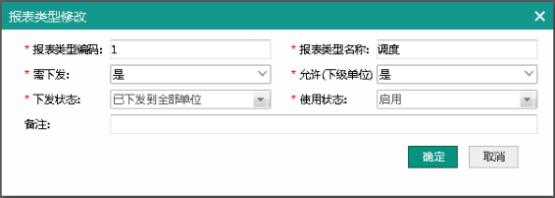 报表类型修改
* 报表类型编码: 1 * 报表类型名称: 调度
* 需下发: 是 * 允许(下级单位) 是
* 下发状态: 已下发到全部单位 * 使用状态: 启用
备注:
确定 取消